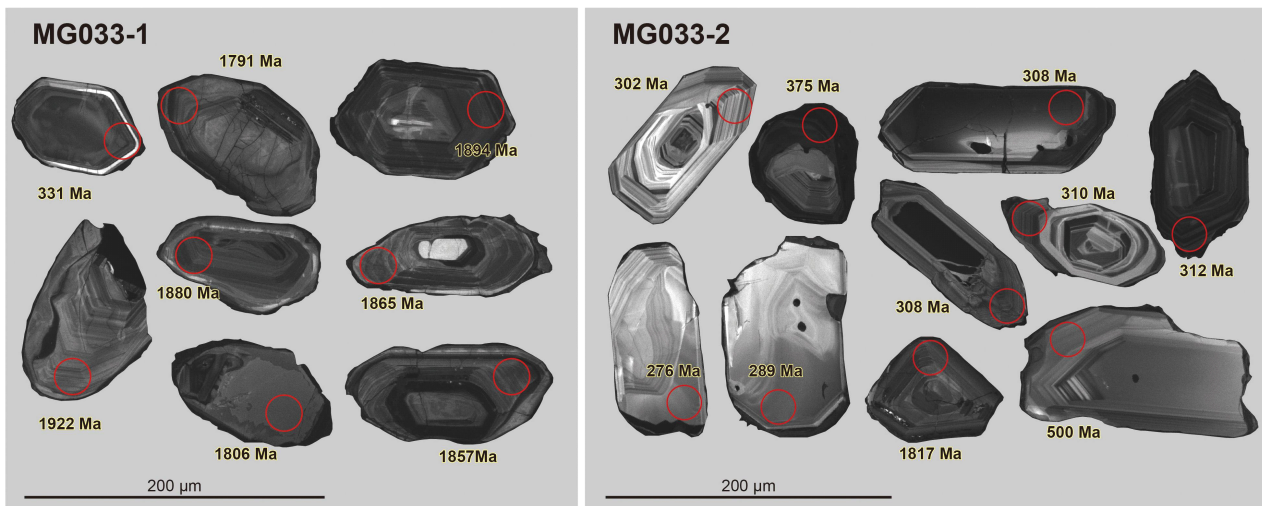 MG033-1
1791 Ma
1894 Ma
331 Ma
1880 Ma
1865 Ma
1922 Ma
1806 Ma
1857Ma
200 µm
MG033-2
302 Ma
375 Ma
308 Ma
310 Ma
312 Ma
308 Ma
276 Ma
289 Ma
1817 Ma
500 Ma
200 µm